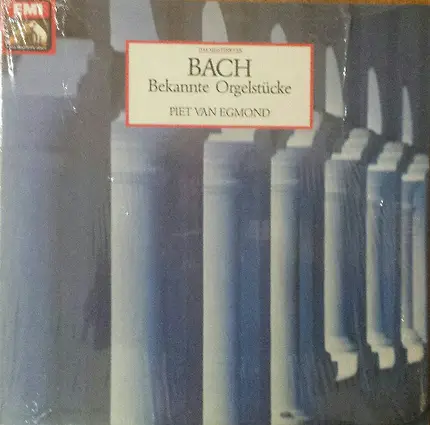 EMI
BACH
Bekannte Orgelstücke
PIET VAN EGMOND